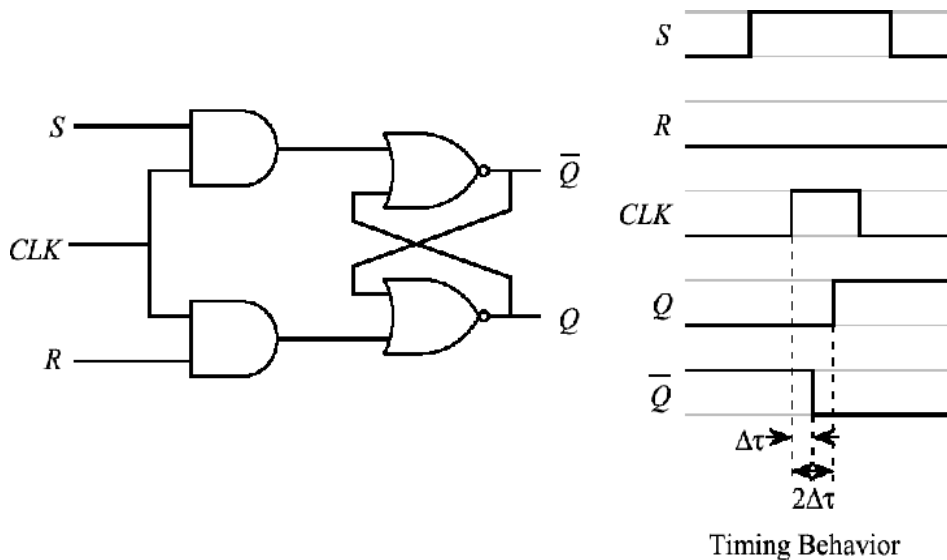 S
CLK
R
Q̅
Q
S
R
CLK
Q
Q̅
Δτ
2Δτ
Timing Behavior